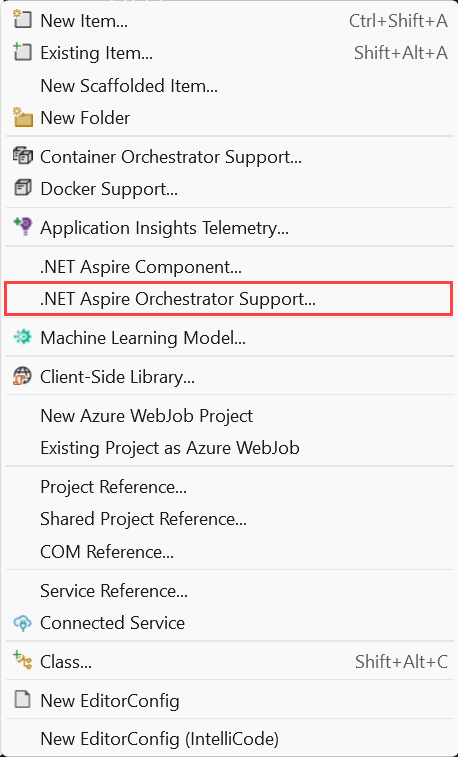 New Item... Ctrl+Shift+A
Existing Item... Shift+Alt+A
New Scaffolded Item...
New Folder
Container Orchestrator Support...
Docker Support...
Application Insights Telemetry...
.NET Aspire Component...
.NET Aspire Orchestrator Support...
Machine Learning Model...
Client-Side Library...
New Azure WebJob Project
Existing Project as Azure WebJob
Project Reference...
Shared Project Reference...
COM Reference...
Service Reference...
Connected Service
Class... Shift+Alt+C
New EditorConfig
New EditorConfig (IntelliCode)